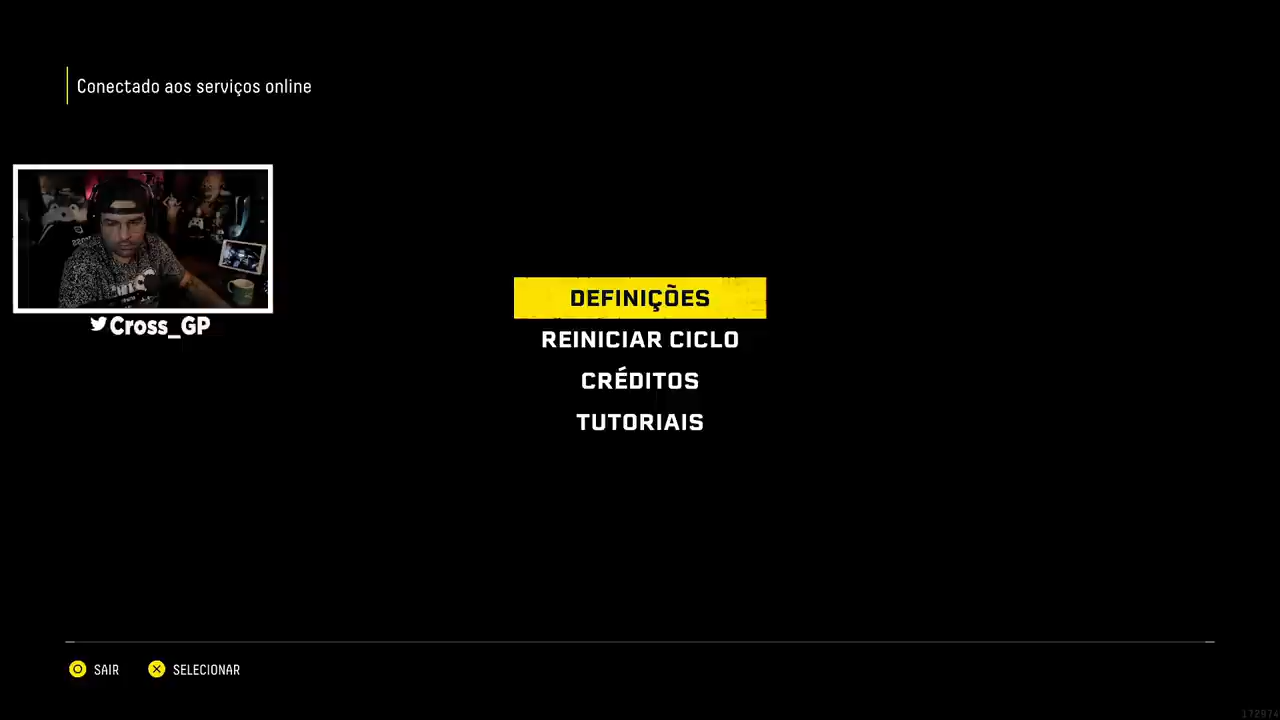 Conectado aos serviços online
Cross_GP
DEFINIÇÕES
REINICIAR CICLO
CRÉDITOS
TUTORIAIS
SAIR
SELECIONAR